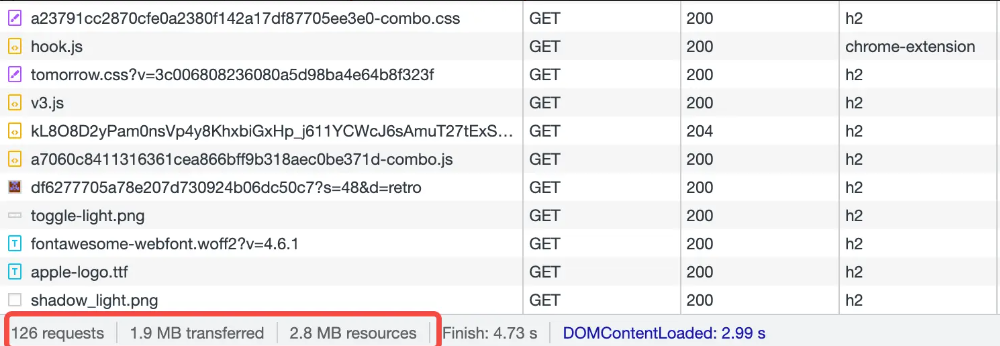 a23791cc2870cfe0a2380f142a17df87705ee3e0-combo.css GET 200 h2
hook.js GET 200 chrome-extension
tomorrow.css?v=3c006808236080a5d98ba4e64b8f323f GET 200 h2
v3.js GET 200 h2
kL8O8D2yPam0nsVp4y8KhxbiGxHp_j611YCWcJ6sAmuT27tExS… GET 204 h2
a7060c8411316361cea866bff9b318aec0be371d-combo.js GET 200 h2
df6277705a78e207d730924b06dc50c7?s=48&d=retro GET 200 h2
toggle-light.png GET 200 h2
fontawesome-webfont.woff2?v=4.6.1 GET 200 h2
apple-logo.ttf GET 200 h2
shadow_light.png GET 200 h2
126 requests 1.9 MB transferred 2.8 MB resources Finish: 4.73 s DOMContentLoaded: 2.99 s